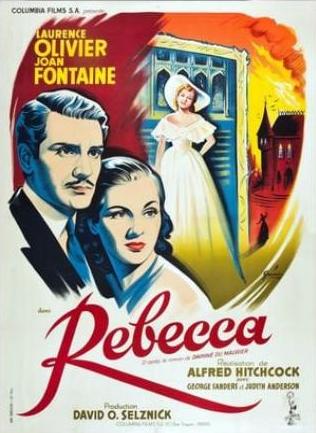 COLUMBIA FILMS S.A. présente
LAURENCE
OLIVIER
JOAN
FONTAINE
dans
Rebecca
D'après le roman de DAPHNÉ DU MAURIER
Réalisation de
ALFRED HITCHCOCK
avec
GEORGE SANDERS et JUDITH ANDERSON
Production
DAVID O. SELZNICK